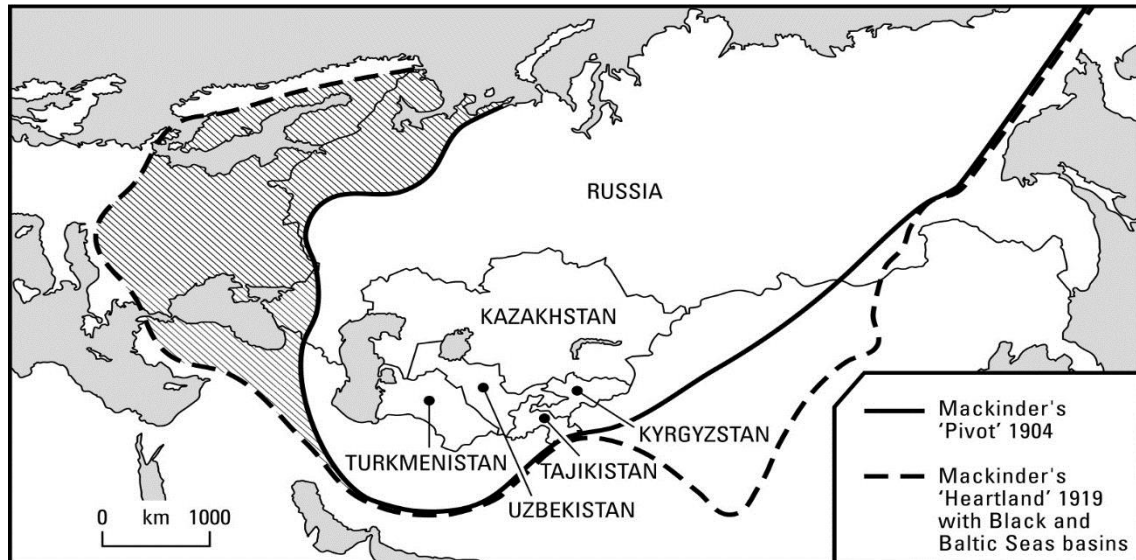 RUSSIA
KAZAKHSTAN
KYRGYZSTAN
TURKMENISTAN
TAJIKISTAN
UZBEKISTAN
0 km 1000
Mackinder's
'Pivot' 1904
Mackinder's
'Heartland' 1919
with Black and
Baltic Seas basins